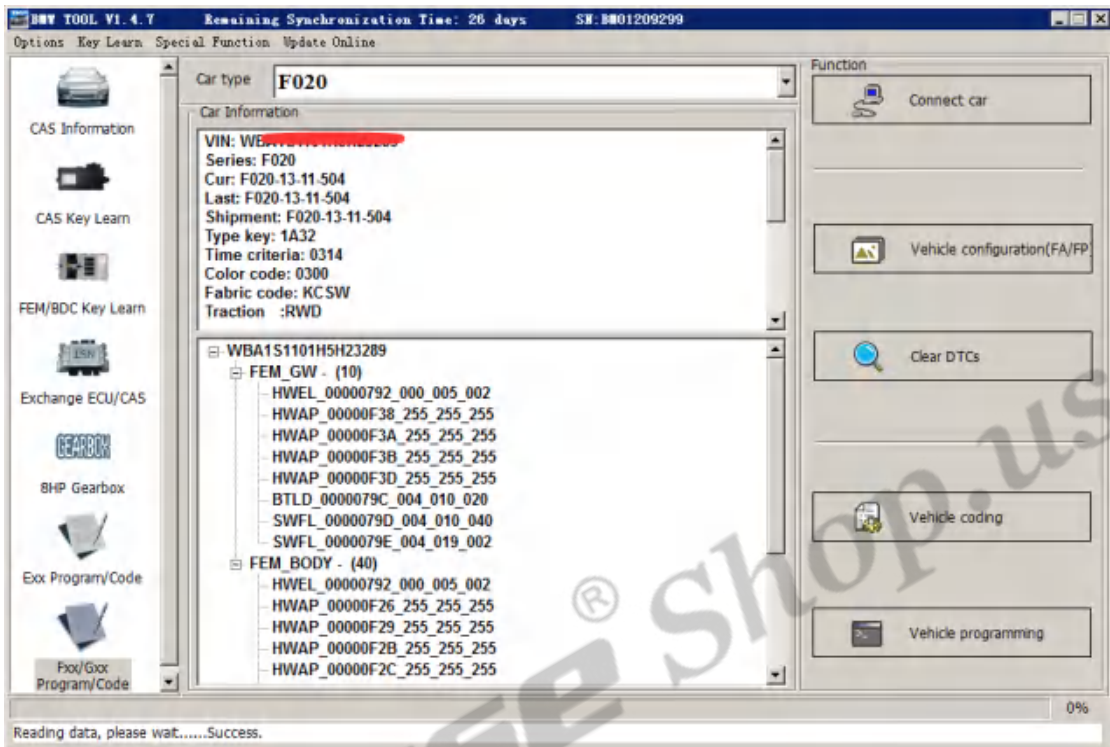 BMW TOOL V1.4.7 Remaining Synchronization Time: 26 days SN:BM01209299
Options Key Learn Special Function Update Online
CAS Information
CAS Key Learn
FEM/BDC Key Learn
ISN
Exchange ECU/CAS
GEARBOX
8HP Gearbox
Exx Program/Code
Fxx/Gxx
Program/Code
Car type F020
Car Information
VIN: WBA
Series: F020
Cur: F020-13-11-504
Last: F020-13-11-504
Shipment: F020-13-11-504
Type key: 1A32
Time criteria: 0314
Color code: 0300
Fabric code: KCSW
Traction :RWD
WBA1S1101H5H23289
FEM_GW - (10)
HWEL_00000792_000_005_002
HWAP_00000F38_255_255_255
HWAP_00000F3A_255_255_255
HWAP_00000F3B_255_255_255
HWAP_00000F3D_255_255_255
BTLD_0000079C_004_010_020
SWFL_0000079D_004_010_040
SWFL_0000079E_004_019_002
FEM_BODY - (40)
HWEL_00000792_000_005_002
HWAP_00000F26_255_255_255
HWAP_00000F29_255_255_255
HWAP_00000F2B_255_255_255
HWAP_00000F2C_255_255_255
Function
Connect car
Vehicle configuration(FA/FP
Clear DTCs
Vehicle coding
Vehicle programming
0%
Reading data, please wait......Success.
se® Shop.us